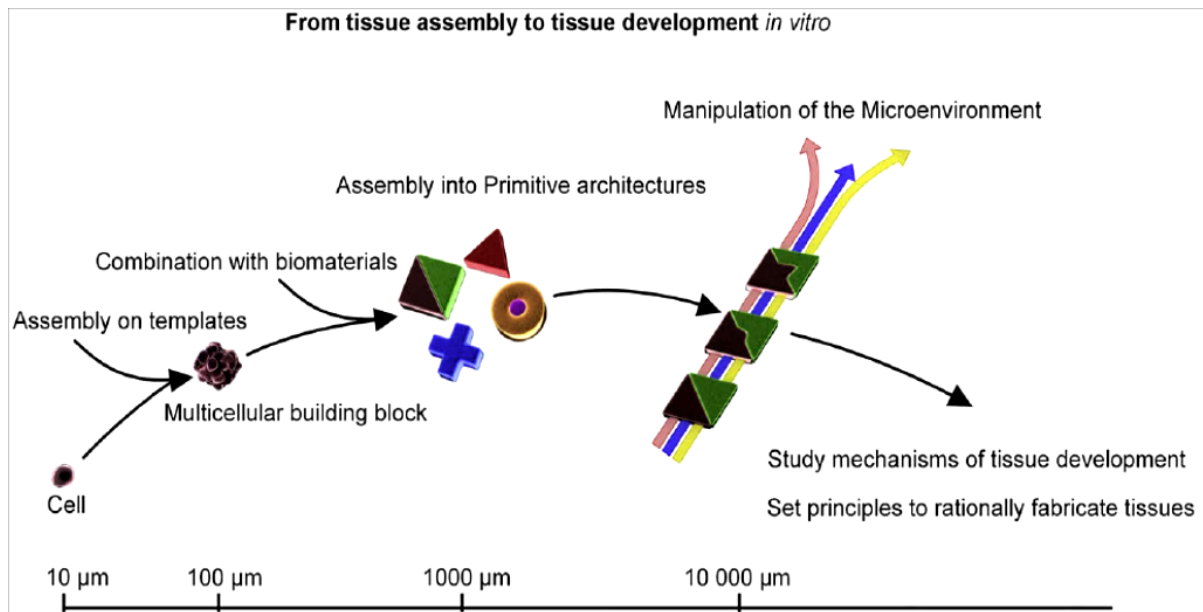 From tissue assembly to tissue development in vitro
Manipulation of the Microenvironment
Assembly into Primitive architectures
Combination with biomaterials
Assembly on templates
Multicellular building block
Cell
Study mechanisms of tissue development
Set principles to rationally fabricate tissues
10 µm
100 µm
1000 µm
10 000 µm